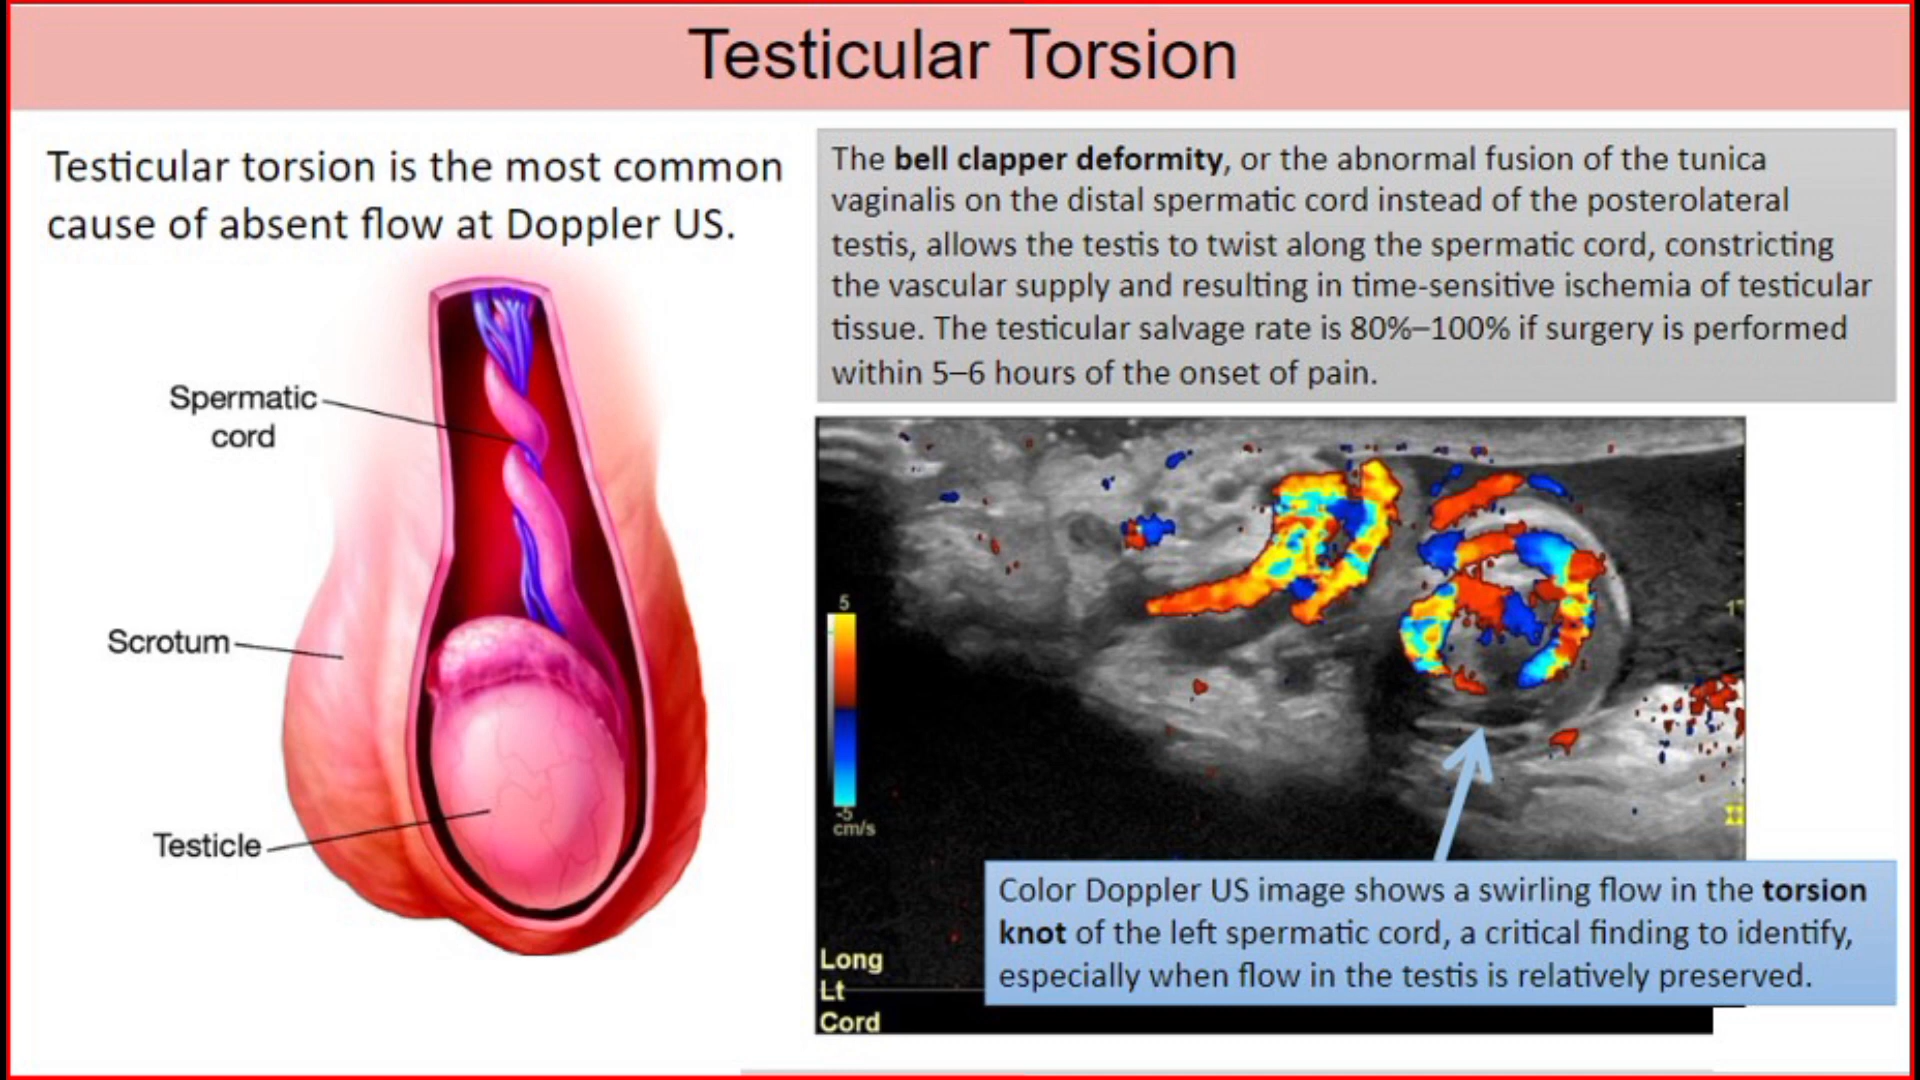 Testicular Torsion
Testicular torsion is the most common
cause of absent flow at Doppler US.
The bell clapper deformity, or the abnormal fusion of the tunica
vaginalis on the distal spermatic cord instead of the posterolateral
testis, allows the testis to twist along the spermatic cord, constricting
the vascular supply and resulting in time-sensitive ischemia of testicular
tissue. The testicular salvage rate is 80%–100% if surgery is performed
within 5–6 hours of the onset of pain.
Spermatic
cord
Scrotum
Testicle
5
-5
cm/s
1
Color Doppler US image shows a swirling flow in the torsion
knot of the left spermatic cord, a critical finding to identify,
especially when flow in the testis is relatively preserved.
Long
Lt
Cord